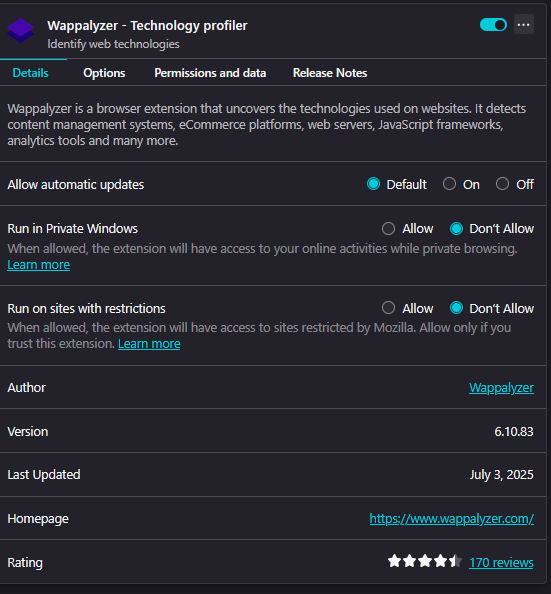 Wappalyzer - Technology profiler
Identify web technologies
Details Options Permissions and data Release Notes
Wappalyzer is a browser extension that uncovers the technologies used on websites. It detects
content management systems, eCommerce platforms, web servers, JavaScript frameworks,
analytics tools and many more.
Allow automatic updates Default On Off
Run in Private Windows Allow Don't Allow
When allowed, the extension will have access to your online activities while private browsing.
Learn more
Run on sites with restrictions Allow Don't Allow
When allowed, the extension will have access to sites restricted by Mozilla. Allow only if you
trust this extension. Learn more
Author Wappalyzer
Version 6.10.83
Last Updated July 3, 2025
Homepage https://www.wappalyzer.com/
Rating 170 reviews